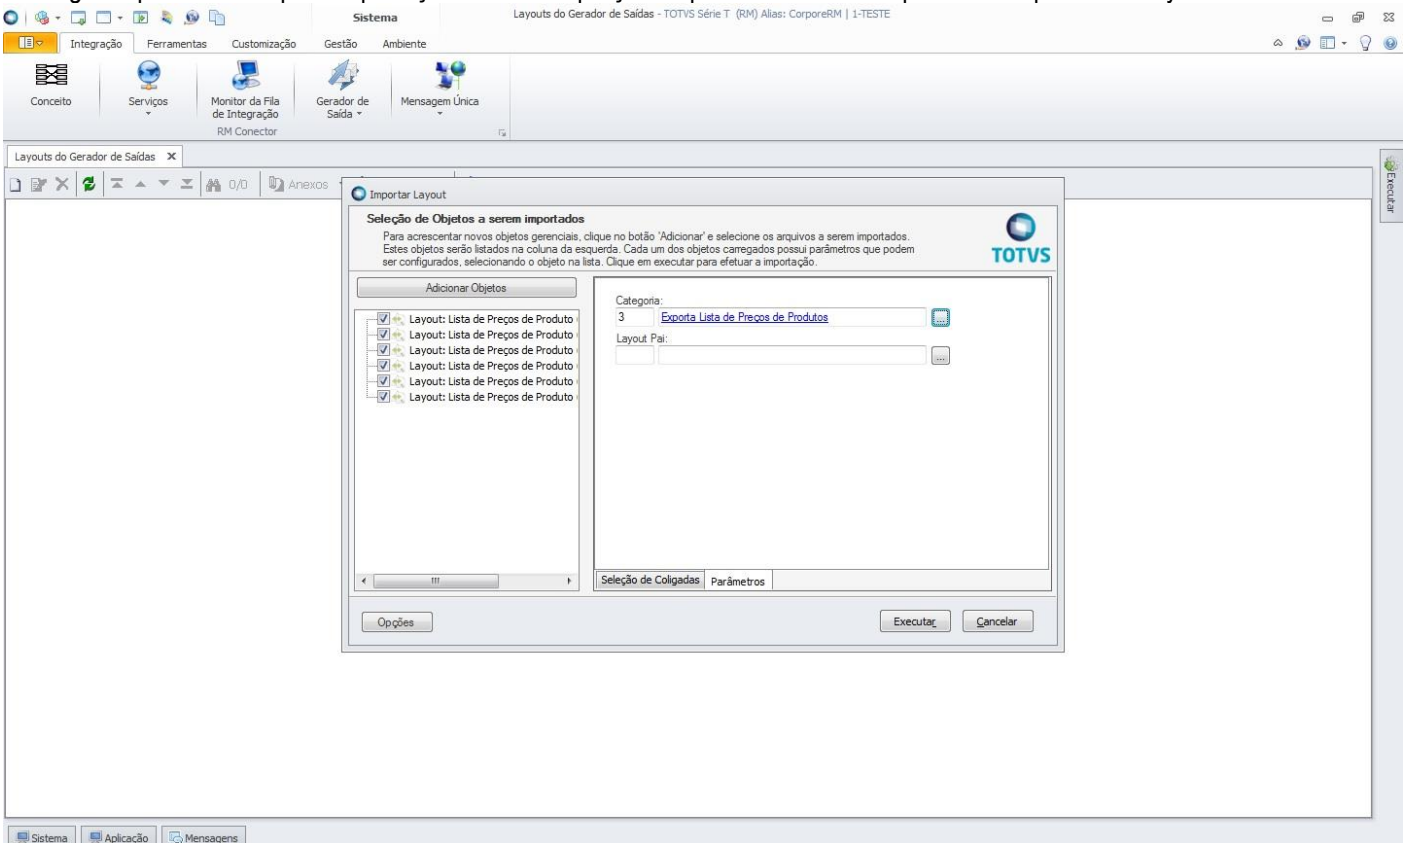 Sistema
Layouts do Gerador de Saídas - TOTVS Série T (RM) Alias: CorporeRM | 1-TESTE
Integração Ferramentas Customização Gestão Ambiente
Conceito
Serviços
Monitor da Fila
de Integração
Gerador de
Saída
Mensagem Única
RM Conector
Layouts do Gerador de Saídas X
0/0 Anexos
Executar
Importar Layout
Seleção de Objetos a serem importados
Para acrescentar novos objetos gerenciais, clique no botão 'Adicionar' e selecione os arquivos a serem importados.
Estes objetos serão listados na coluna da esquerda. Cada um dos objetos carregados possui parâmetros que podem
ser configurados, selecionando o objeto na lista. Clique em executar para efetuar a importação.
TOTVS
Adicionar Objetos
Layout: Lista de Preços de Produto
Layout: Lista de Preços de Produto
Layout: Lista de Preços de Produto
Layout: Lista de Preços de Produto
Layout: Lista de Preços de Produto
Layout: Lista de Preços de Produto
Categoria:
3 Exporta Lista de Preços de Produtos ...
Layout Pai:
...
Seleção de Coligadas Parâmetros
Opções
Executar Cancelar
Sistema Aplicação Mensagens